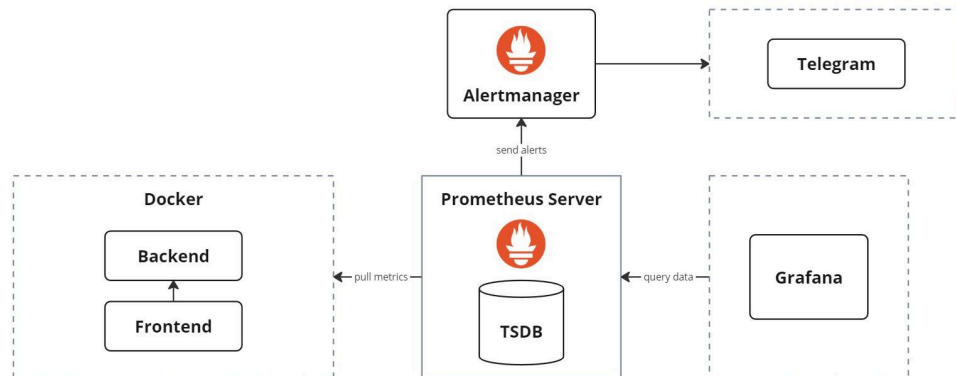 Alertmanager
Telegram
send alerts
Docker
Prometheus Server
Backend
pull metrics
query data
Grafana
Frontend
TSDB